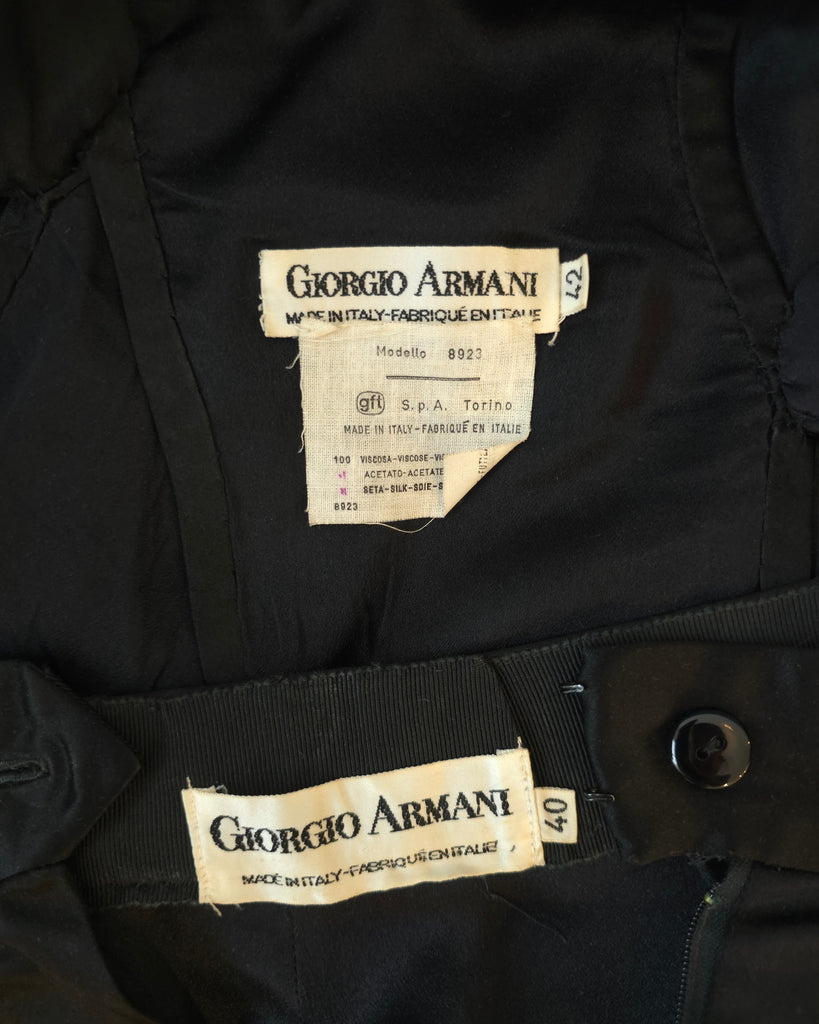 GIORGIO ARMANI
42
MADE IN ITALY-FABRIQUÉ EN ITALIE
Modello 8923
gft S.p.A. Torino
MADE IN ITALY-FABRIQUÉ EN ITALIE
100 VISCOSA-VISCOSE-
ACETATO-ACETATE
SETA-SILK-SOIE-S
8923
GIORGIO ARMANI
40
MADE IN ITALY-FABRIQUÉ EN ITALIE